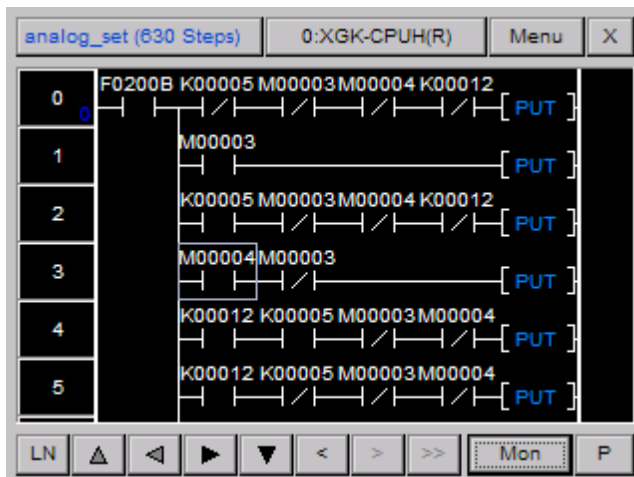 analog_set (630 Steps) 0:XGK-CPUH(R) Menu X
F0200B K00005 M00003 M00004 K00012
0 0 PUT
M00003
1 PUT
K00005 M00003 M00004 K00012
2 PUT
M00004 M00003
3 PUT
K00012 K00005 M00003 M00004
4 PUT
K00012 K00005 M00003 M00004
5 PUT
LN < > >> Mon P